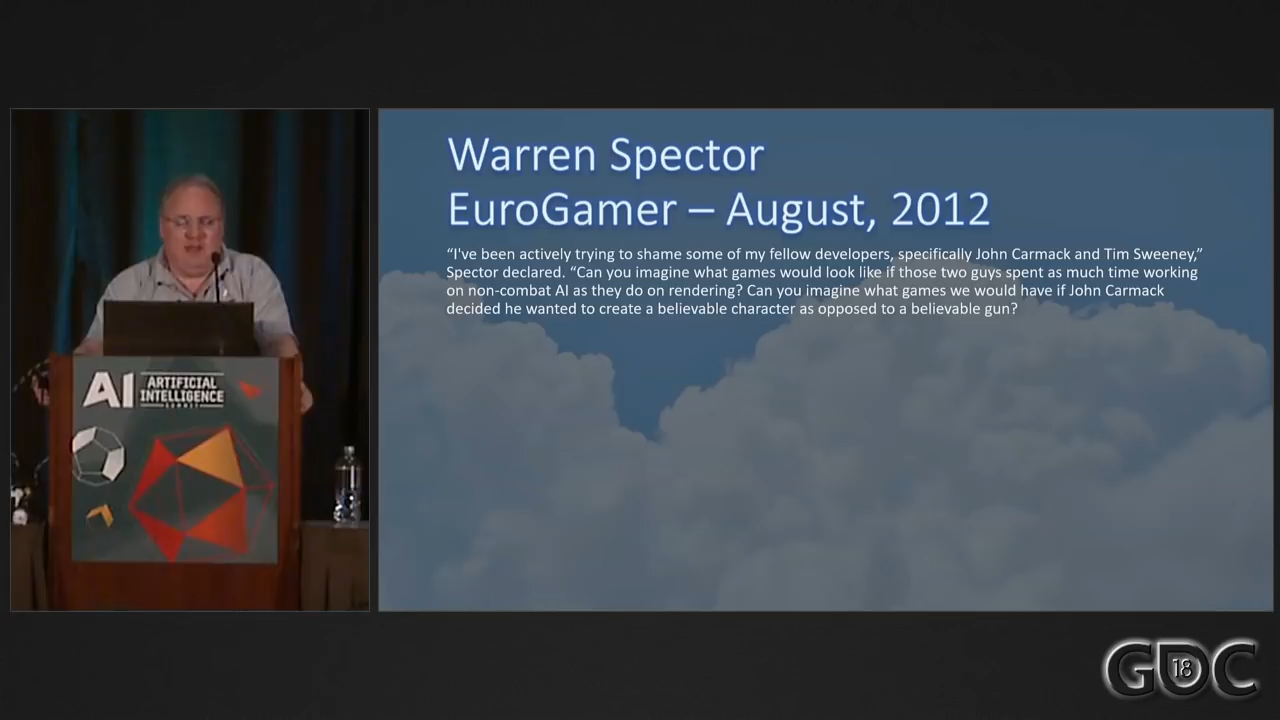 Warren Spector
EuroGamer – August, 2012
“I've been actively trying to shame some of my fellow developers, specifically John Carmack and Tim Sweeney,”
Spector declared. “Can you imagine what games would look like if those two guys spent as much time working
on non-combat AI as they do on rendering? Can you imagine what games we would have if John Carmack
decided he wanted to create a believable character as opposed to a believable gun?
AI ARTIFICIAL
INTELLIGENCE
SUMMIT
GDC
18